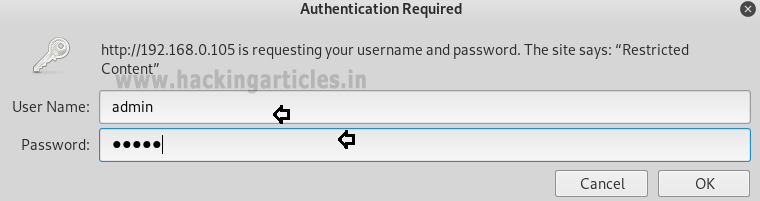 Authentication Required
http://192.168.0.105 is requesting your username and password. The site says: “Restricted
Content”
www.hackingarticles.in
User Name: admin
Password: •••••
Cancel OK